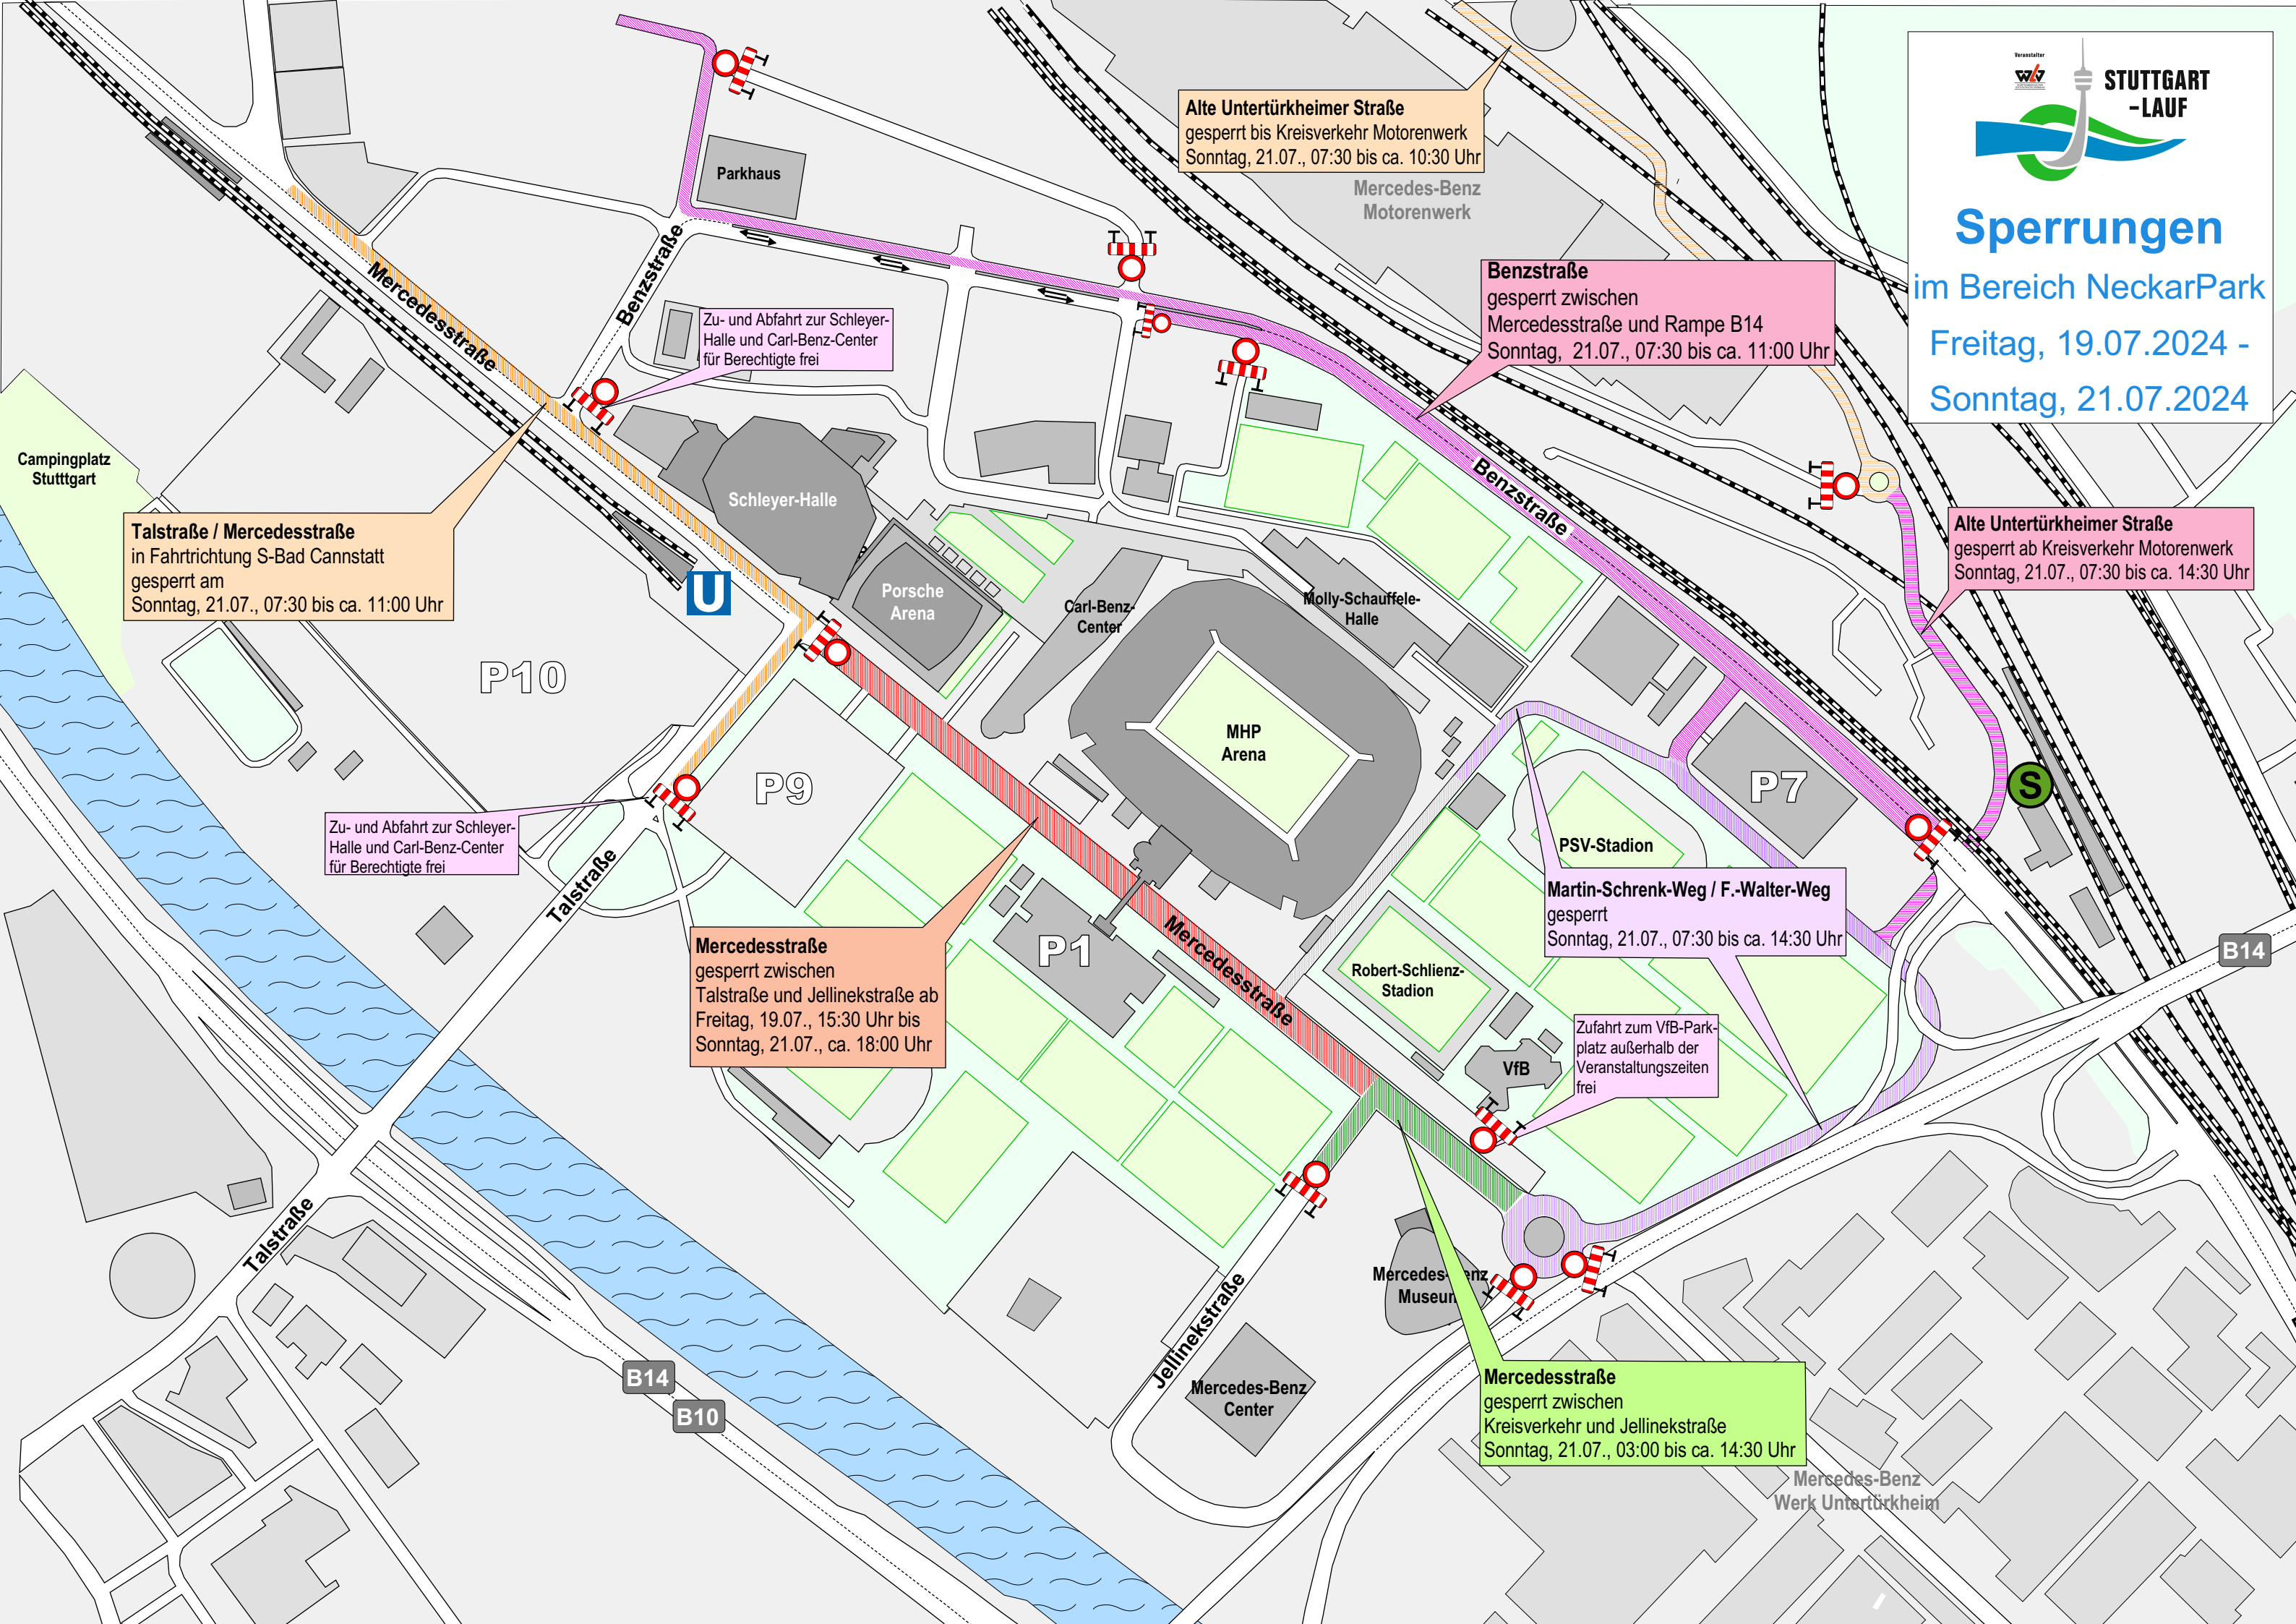 Veranstalter
WLV
STUTTGART
-LAUF
Sperrungen
im Bereich NeckarPark
Freitag, 19.07.2024 -
Sonntag, 21.07.2024
Alte Untertürkheimer Straße
gesperrt bis Kreisverkehr Motorenwerk
Sonntag, 21.07., 07:30 bis ca. 10:30 Uhr
Mercedes-Benz
Motorenwerk
Parkhaus
Benzstraße
Mercedesstraße
Benzstraße
gesperrt zwischen
Mercedesstraße und Rampe B14
Sonntag, 21.07., 07:30 bis ca. 11:00 Uhr
Zu- und Abfahrt zur Schleyer-
Halle und Carl-Benz-Center
für Berechtigte frei
Campingplatz
Stutttgart
Schleyer-Halle
Benzstraße
Talstraße / Mercedesstraße
in Fahrtrichtung S-Bad Cannstatt
gesperrt am
Sonntag, 21.07., 07:30 bis ca. 11:00 Uhr
Alte Untertürkheimer Straße
gesperrt ab Kreisverkehr Motorenwerk
Sonntag, 21.07., 07:30 bis ca. 14:30 Uhr
U
Porsche
Arena
Carl-Benz-
Center
Molly-Schauffele-
Halle
P10
MHP
Arena
P9
P7
S
Zu- und Abfahrt zur Schleyer-
Halle und Carl-Benz-Center
für Berechtigte frei
PSV-Stadion
Talstraße
Martin-Schrenk-Weg / F.-Walter-Weg
gesperrt
Sonntag, 21.07., 07:30 bis ca. 14:30 Uhr
Mercedesstraße
gesperrt zwischen
Talstraße und Jellinekstraße ab
Freitag, 19.07., 15:30 Uhr bis
Sonntag, 21.07., ca. 18:00 Uhr
P1
Mercedesstraße
Robert-Schlienz-
Stadion
B14
VfB
Zufahrt zum VfB-Park-
platz außerhalb der
Veranstaltungszeiten
frei
Talstraße
Mercedes-Benz
Museum
Jellinekstraße
Mercedes-Benz
Center
B14
B10
Mercedesstraße
gesperrt zwischen
Kreisverkehr und Jellinekstraße
Sonntag, 21.07., 03:00 bis ca. 14:30 Uhr
Mercedes-Benz
Werk Untertürkheim